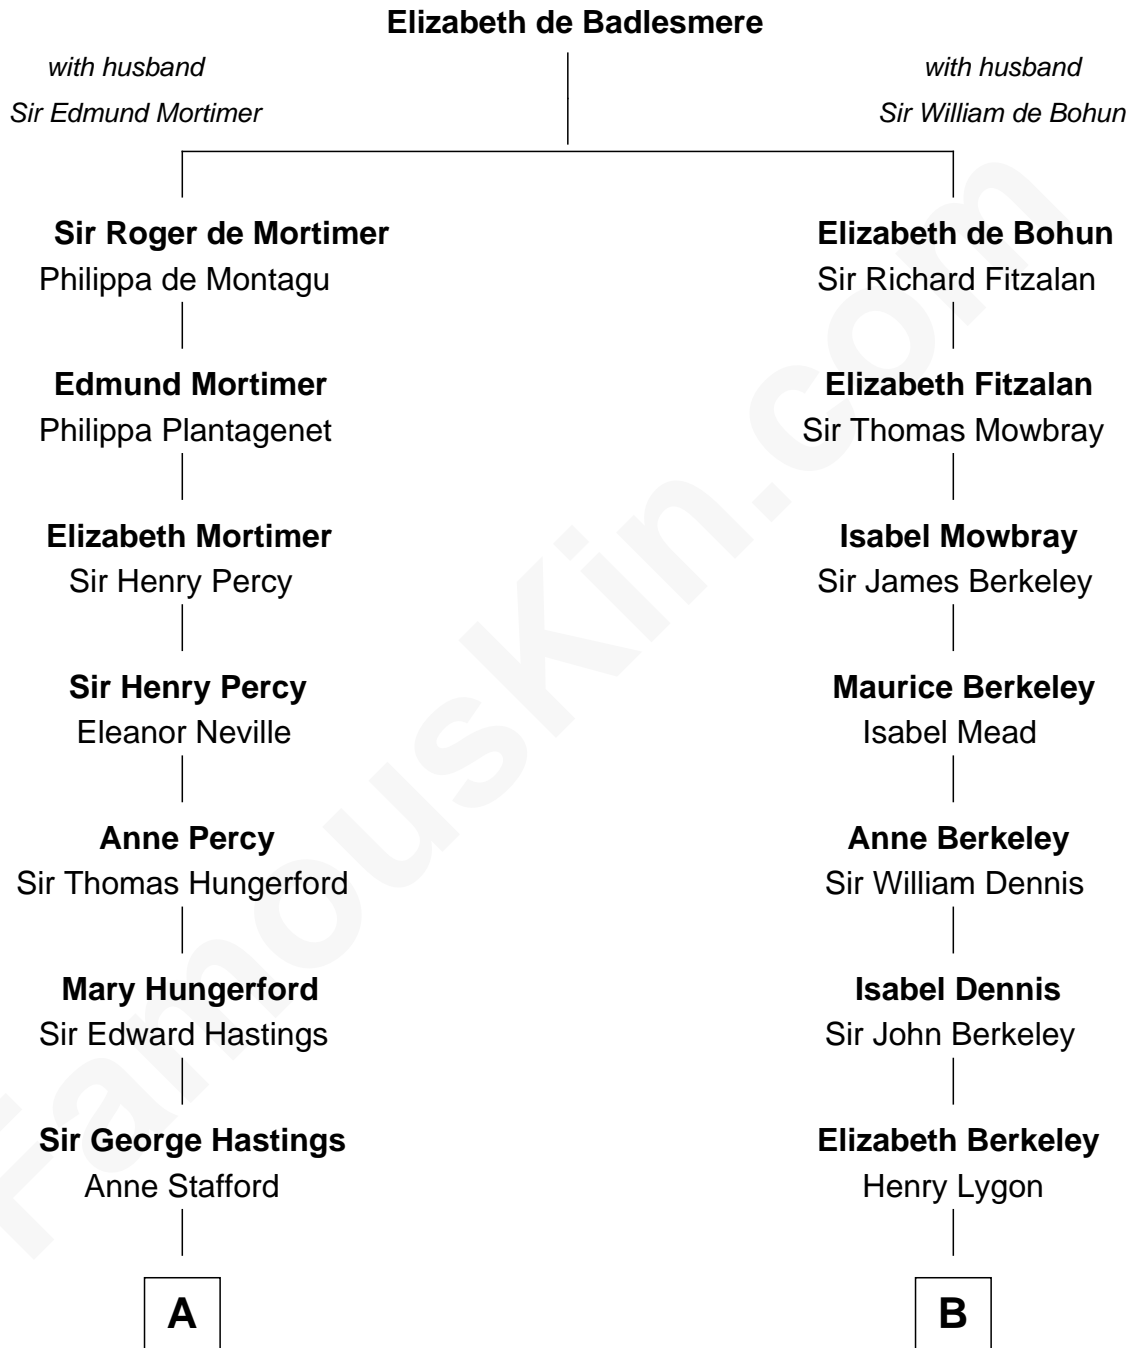 Elizabeth de Badlesmere
with husband
Sir Edmund Mortimer
with husband
Sir William de Bohun
Sir Roger de Mortimer
Philippa de Montagu
Elizabeth de Bohun
Sir Richard Fitzalan
Edmund Mortimer
Philippa Plantagenet
Elizabeth Fitzalan
Sir Thomas Mowbray
Elizabeth Mortimer
Sir Henry Percy
Isabel Mowbray
Sir James Berkeley
Sir Henry Percy
Eleanor Neville
Maurice Berkeley
Isabel Mead
Anne Percy
Sir Thomas Hungerford
Anne Berkeley
Sir William Dennis
Mary Hungerford
Sir Edward Hastings
Isabel Dennis
Sir John Berkeley
Sir George Hastings
Anne Stafford
Elizabeth Berkeley
Henry Lygon
A
B
FamousKin.com